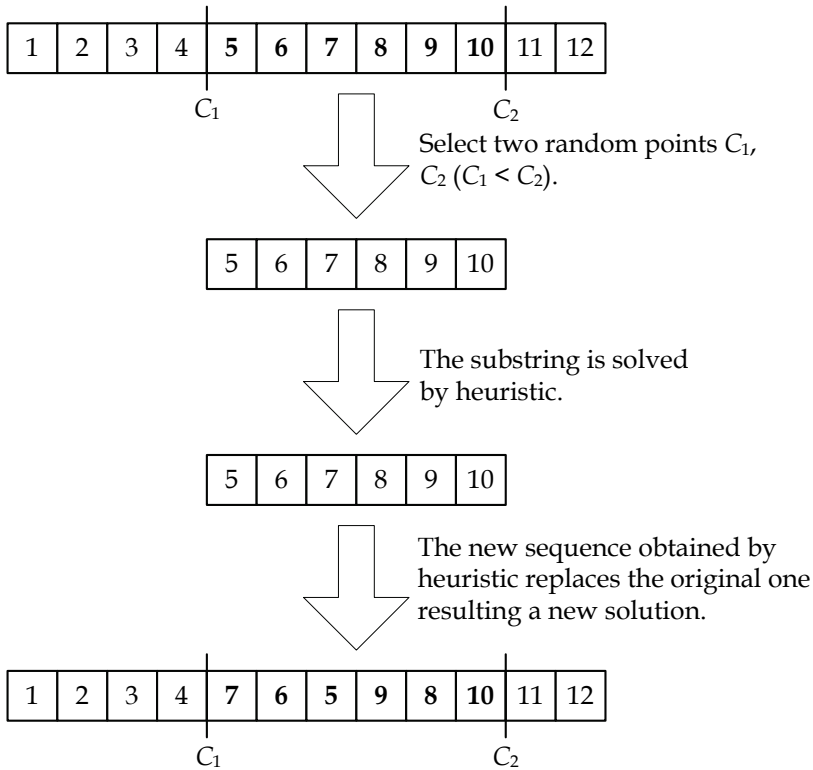 1 2 3 4 5 6 7 8 9 10 11 12
C1 C2
Select two random points C1,
C2 (C1 < C2).
5 6 7 8 9 10
The substring is solved
by heuristic.
5 6 7 8 9 10
The new sequence obtained by
heuristic replaces the original one
resulting a new solution.
1 2 3 4 7 6 5 9 8 10 11 12
C1 C2